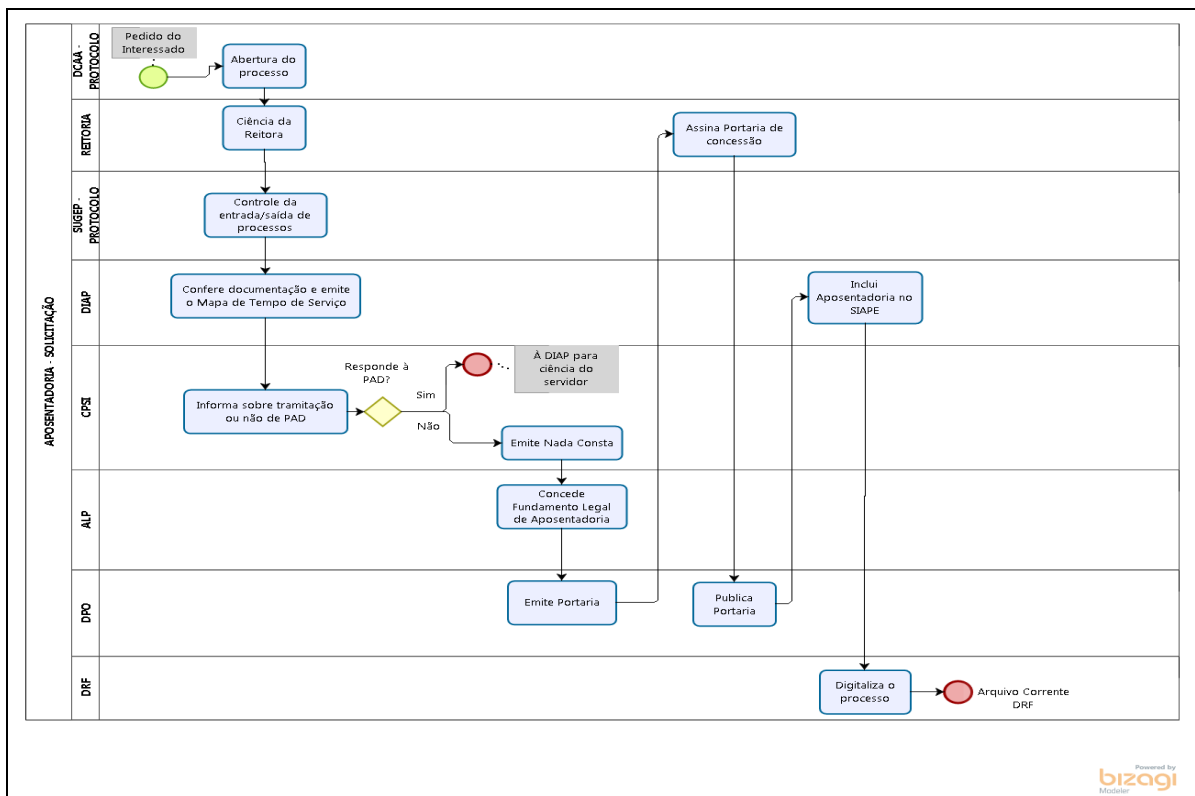 APOSENTADORIA - SOLICITAÇÃO
DCAA -
PROTOCOLO
Pedido do
Interessado
Abertura do
processo
REITORIA
Ciência da
Reitora
Assina Portaria de
concessão
SUGEP -
PROTOCOLO
Controle da
entrada/saída de
processos
DIAP
Confere documentação e emite
o Mapa de Tempo de Serviço
Inclui
Aposentadoria no
SIAPE
CPSI
Informa sobre tramitação
ou não de PAD
Responde à
PAD?
Sim
Não
À DIAP para
ciência do
servidor
Emite Nada Consta
ALP
Concede
Fundamento Legal
de Aposentadoria
DPO
Emite Portaria
Publica
Portaria
DRF
Digitaliza o
processo
Arquivo Corrente
DRF
Powered by
bizagi
Modeler